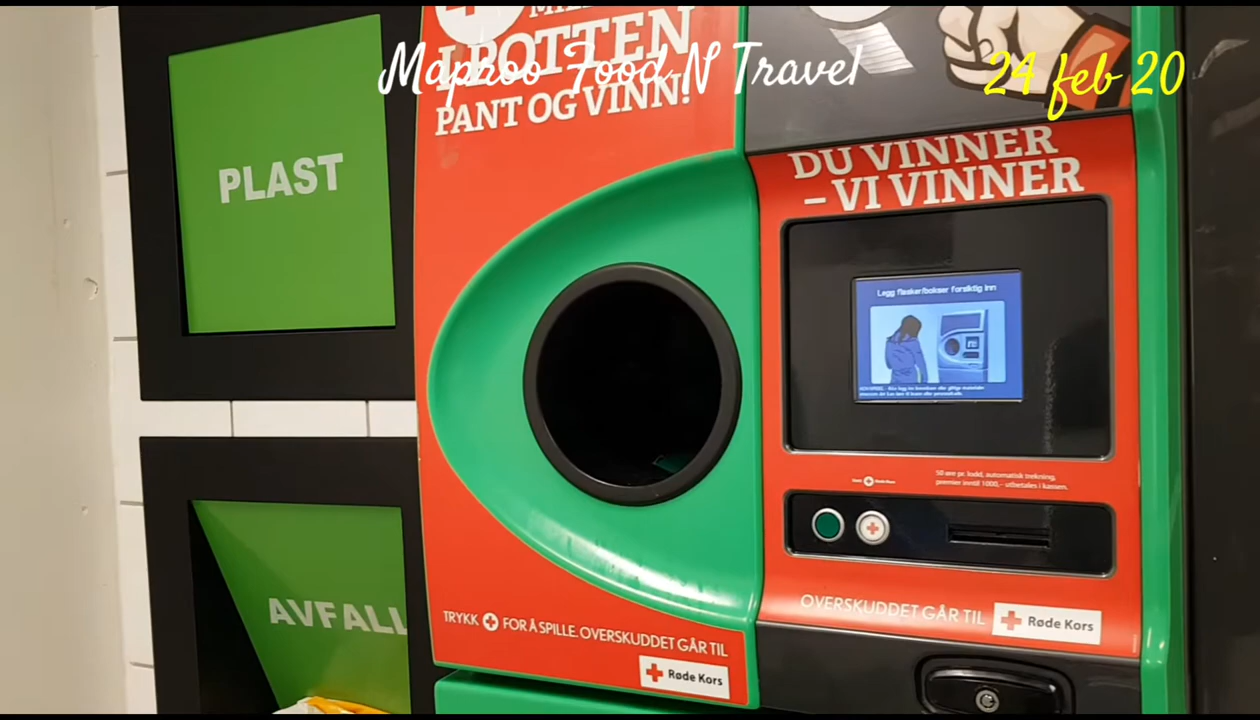 I POTTEN
PANT OG VINN!
Maproo Food N Travel
24 feb 20
PLAST
DU VINNER
– VI VINNER
Legg flasker/bokser forsiktig inn
50 øre pr. lodd, automatisk trekning,
premier inntil 1000,- utbetales i kassen.
AVFALL
OVERSKUDDET GÅR TIL
Røde Kors
TRYKK FOR Å SPILLE. OVERSKUDDET GÅR TIL
Røde Kors